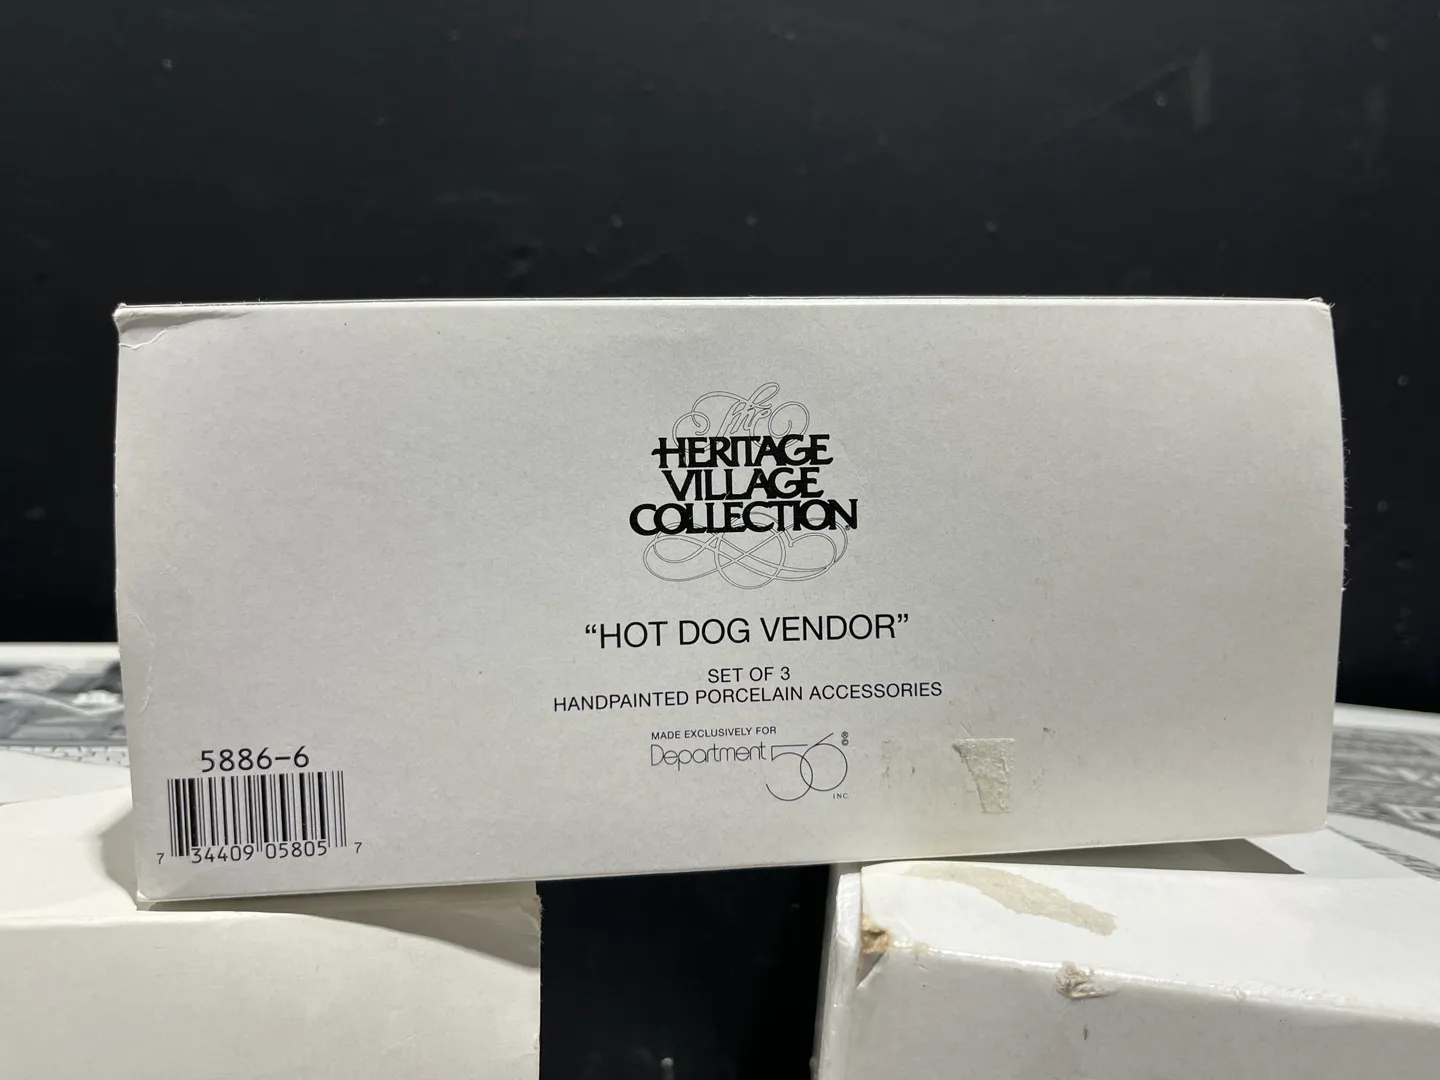 The
HERITAGE
VILLAGE
COLLECTION®
“HOT DOG VENDOR”
SET OF 3
HANDPAINTED PORCELAIN ACCESSORIES
MADE EXCLUSIVELY FOR
Department 56 ®©
INC.
5886-6
7 34409 05805 7